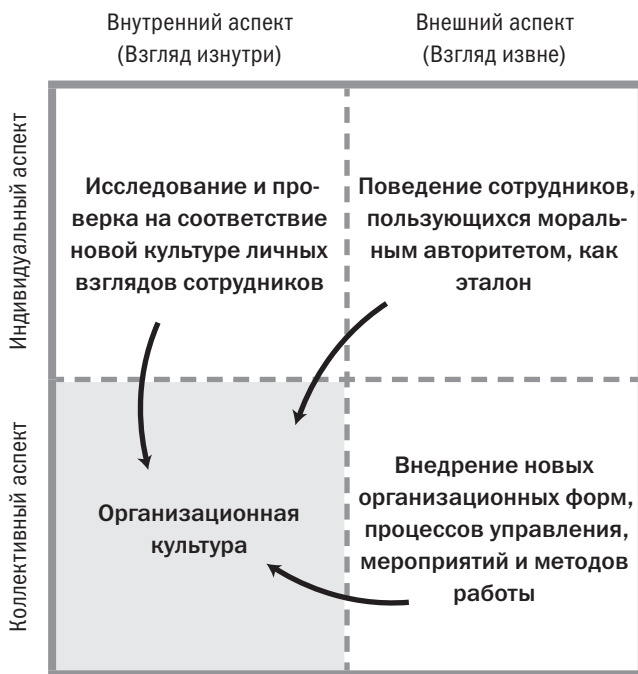 Внутренний аспект
(Взгляд изнутри)
Внешний аспект
(Взгляд извне)
Индивидуальный аспект
Исследование и про-
верка на соответствие
новой культуре личных
взглядов сотрудников
Поведение сотрудников,
пользующихся мораль-
ным авторитетом, как
эталон
Коллективный аспект
Организационная
культура
Внедрение новых
организационных форм,
процессов управления,
мероприятий и методов
работы